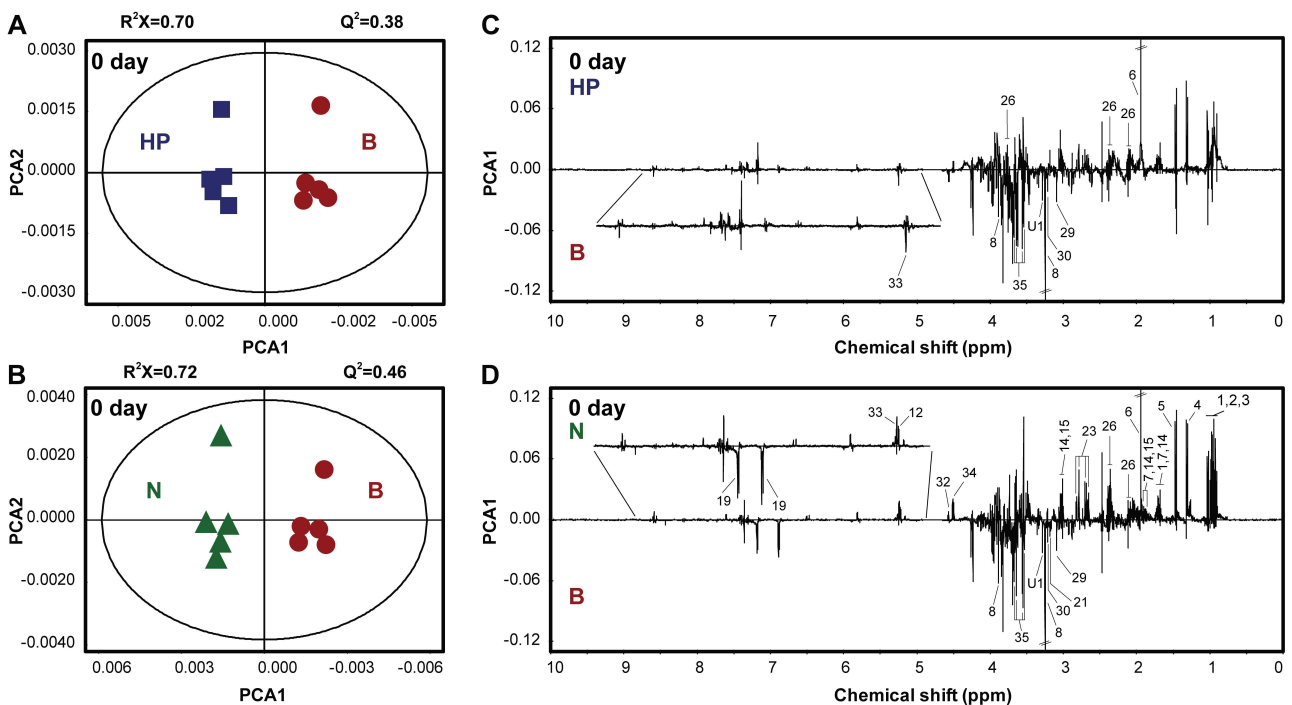 A
R²X=0.70 Q²=0.38
0 day
HP B
0.0030
0.0015
0.0000
-0.0015
-0.0030
PCA2
0.005 0.002 0.000 -0.002 -0.005
PCA1
B
R²X=0.72 Q²=0.46
0 day
N B
0.0040
0.0020
0.0000
-0.0020
-0.0040
PCA2
0.006 0.003 0.000 -0.003 -0.006
PCA1
C
0 day
HP
B
0.12
0.06
0.00
-0.06
-0.12
PCA1
26 26 26 6
33 8 35 U1 29 30 8
10 9 8 7 6 5 4 3 2 1 0
Chemical shift (ppm)
D
0 day
N
B
0.12
0.06
0.00
-0.06
-0.12
PCA1
33 12 14,15 23 26 6 5 4 1,2,3
26 7,14,15 1,7,14
19 19 32 34
8 35 U1 29 21 30 8
10 9 8 7 6 5 4 3 2 1 0
Chemical shift (ppm)